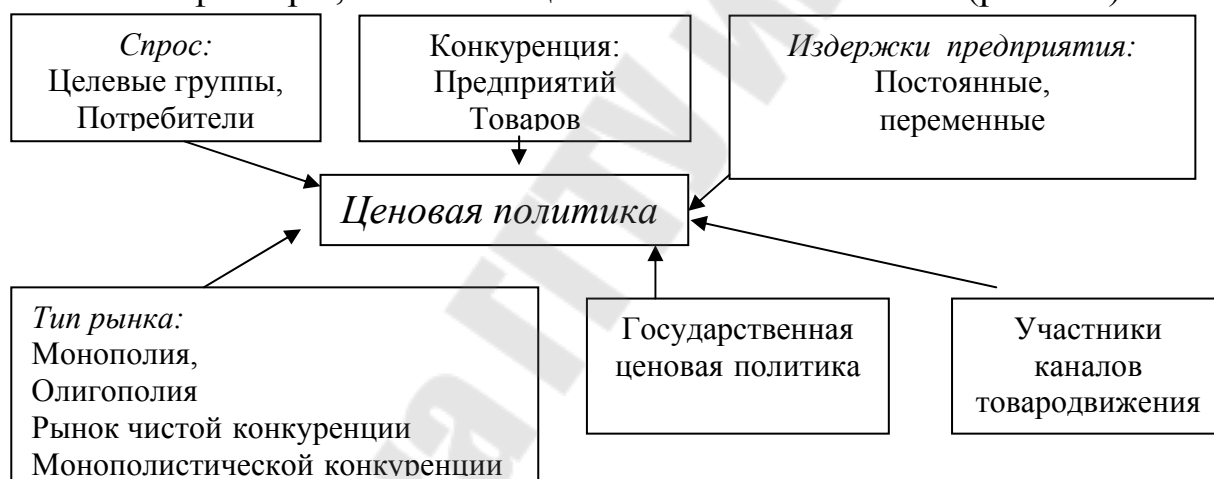 Спрос:
Целевые группы,
Потребители
Конкуренция:
Предприятий
Товаров
Издержки предприятия:
Постоянные,
переменные
Ценовая политика
Тип рынка:
Монополия,
Олигополия
Рынок чистой конкуренции
Монополистической конкуренции
Государственная
ценовая политика
Участники
каналов
товародвижения